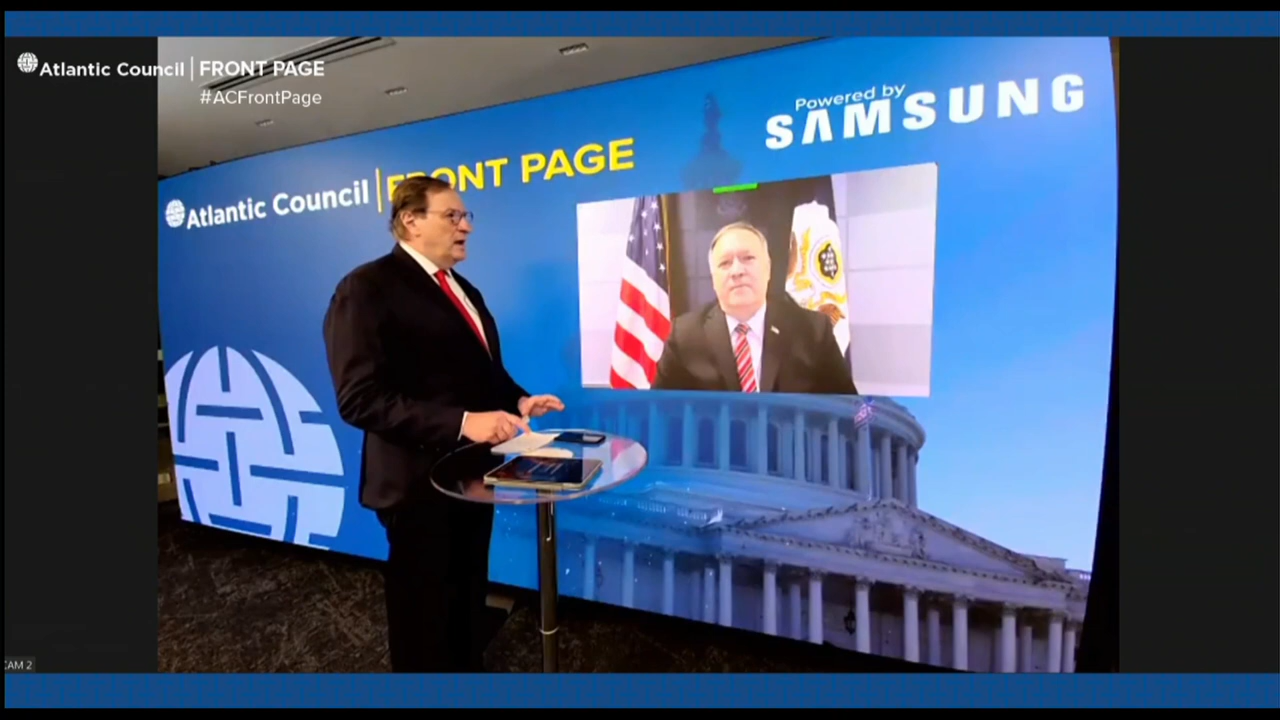 Atlantic Council | FRONT PAGE
#ACFrontPage
Powered by
SAMSUNG
Atlantic Council | FRONT PAGE
CAM 2